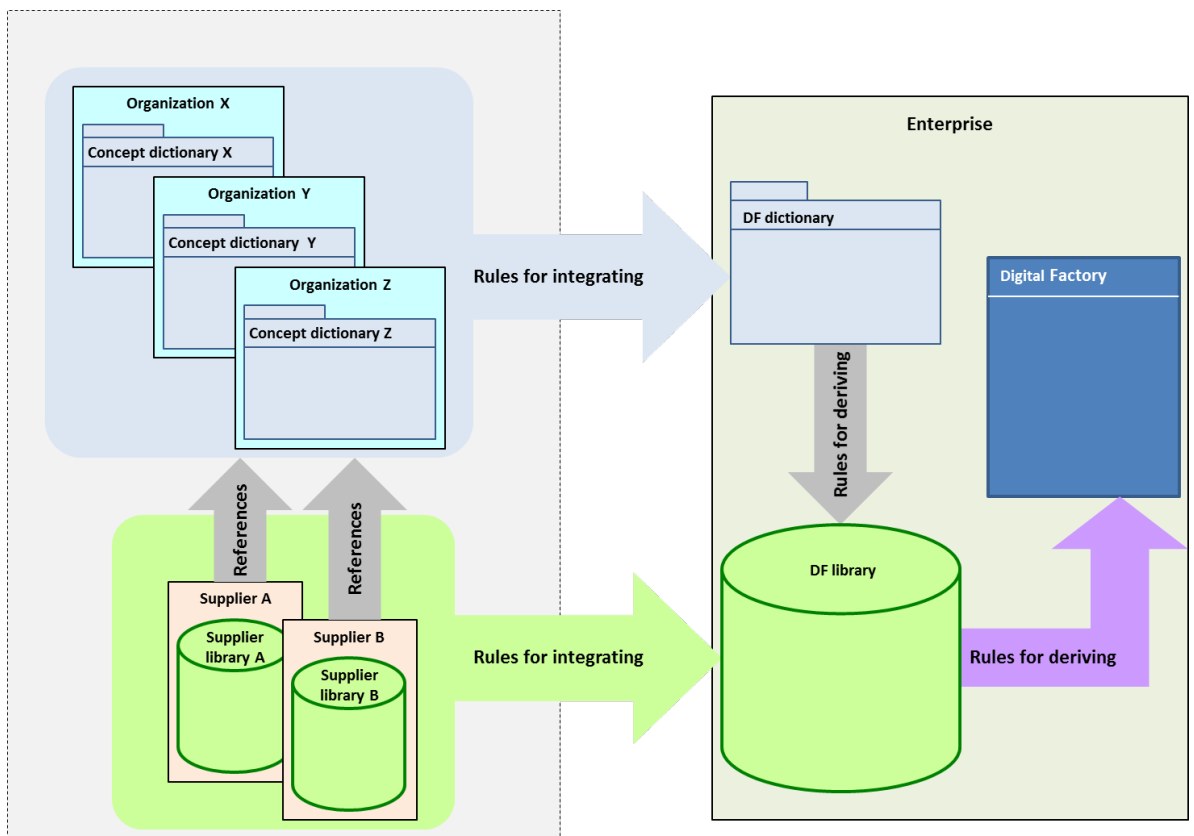 Organization X
Concept dictionary X
Organization Y
Concept dictionary Y
Organization Z
Concept dictionary Z
Rules for integrating
References
References
Supplier A
Supplier
library A
Supplier B
Supplier
library B
Rules for integrating
Enterprise
DF dictionary
Digital Factory
Rules for deriving
DF library
Rules for deriving